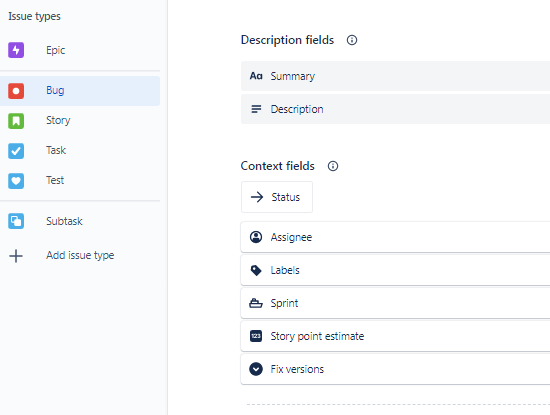 Issue types
Epic
Bug
Story
Task
Test
Subtask
Add issue type
Description fields
Aa Summary
Description
Context fields
Status
Assignee
Labels
Sprint
123 Story point estimate
Fix versions